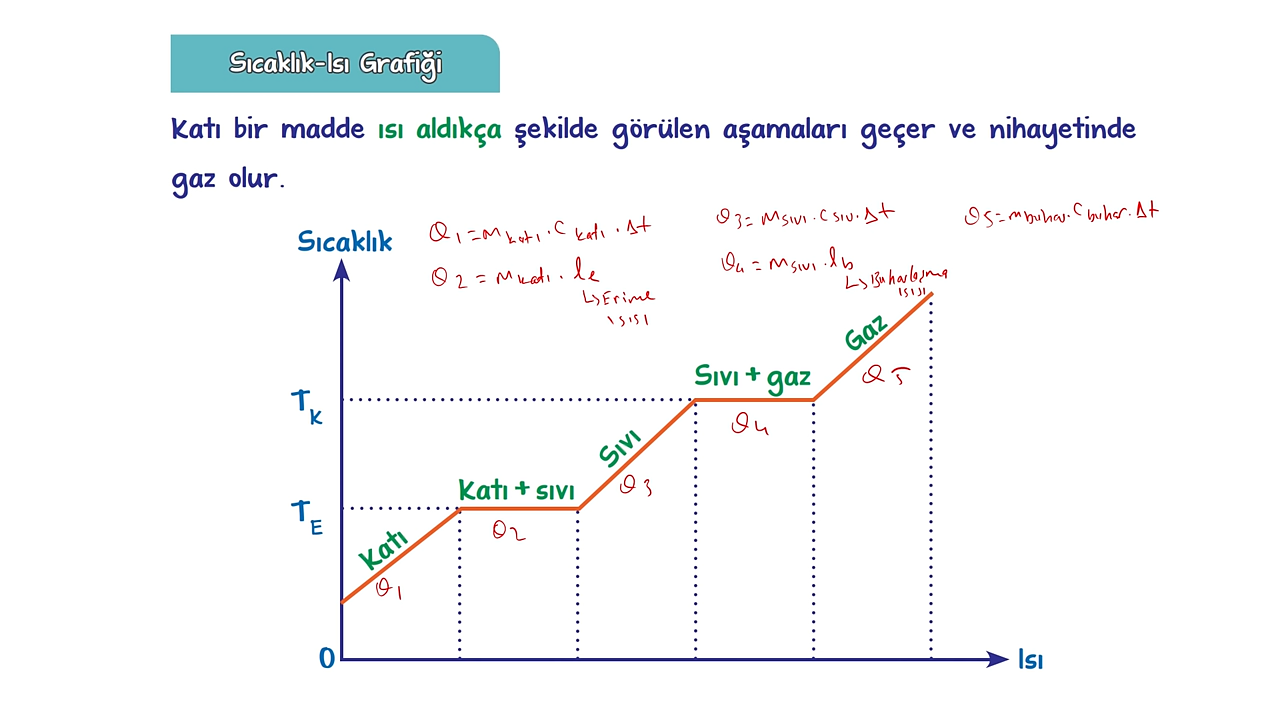 Sıcaklık-Isı Grafiği
Katı bir madde ısı aldıkça şekilde görülen aşamaları geçer ve nihayetinde
gaz olur.
Sıcaklık
Q1 = mkatı . Ckatı . Δt
Q2 = mkatı . le
↳ Erime
ısısı
Q3 = msıvı . Csıvı . Δt
Q4 = msıvı . lb
↳ Buharlaşma
ısısı
Q5 = mbuhar . Cbuhar . Δt
Gaz
Q5
Sıvı + gaz
TK
Q4
Sıvı
Q3
Katı + sıvı
TE
Q2
Katı
Q1
0
Isı